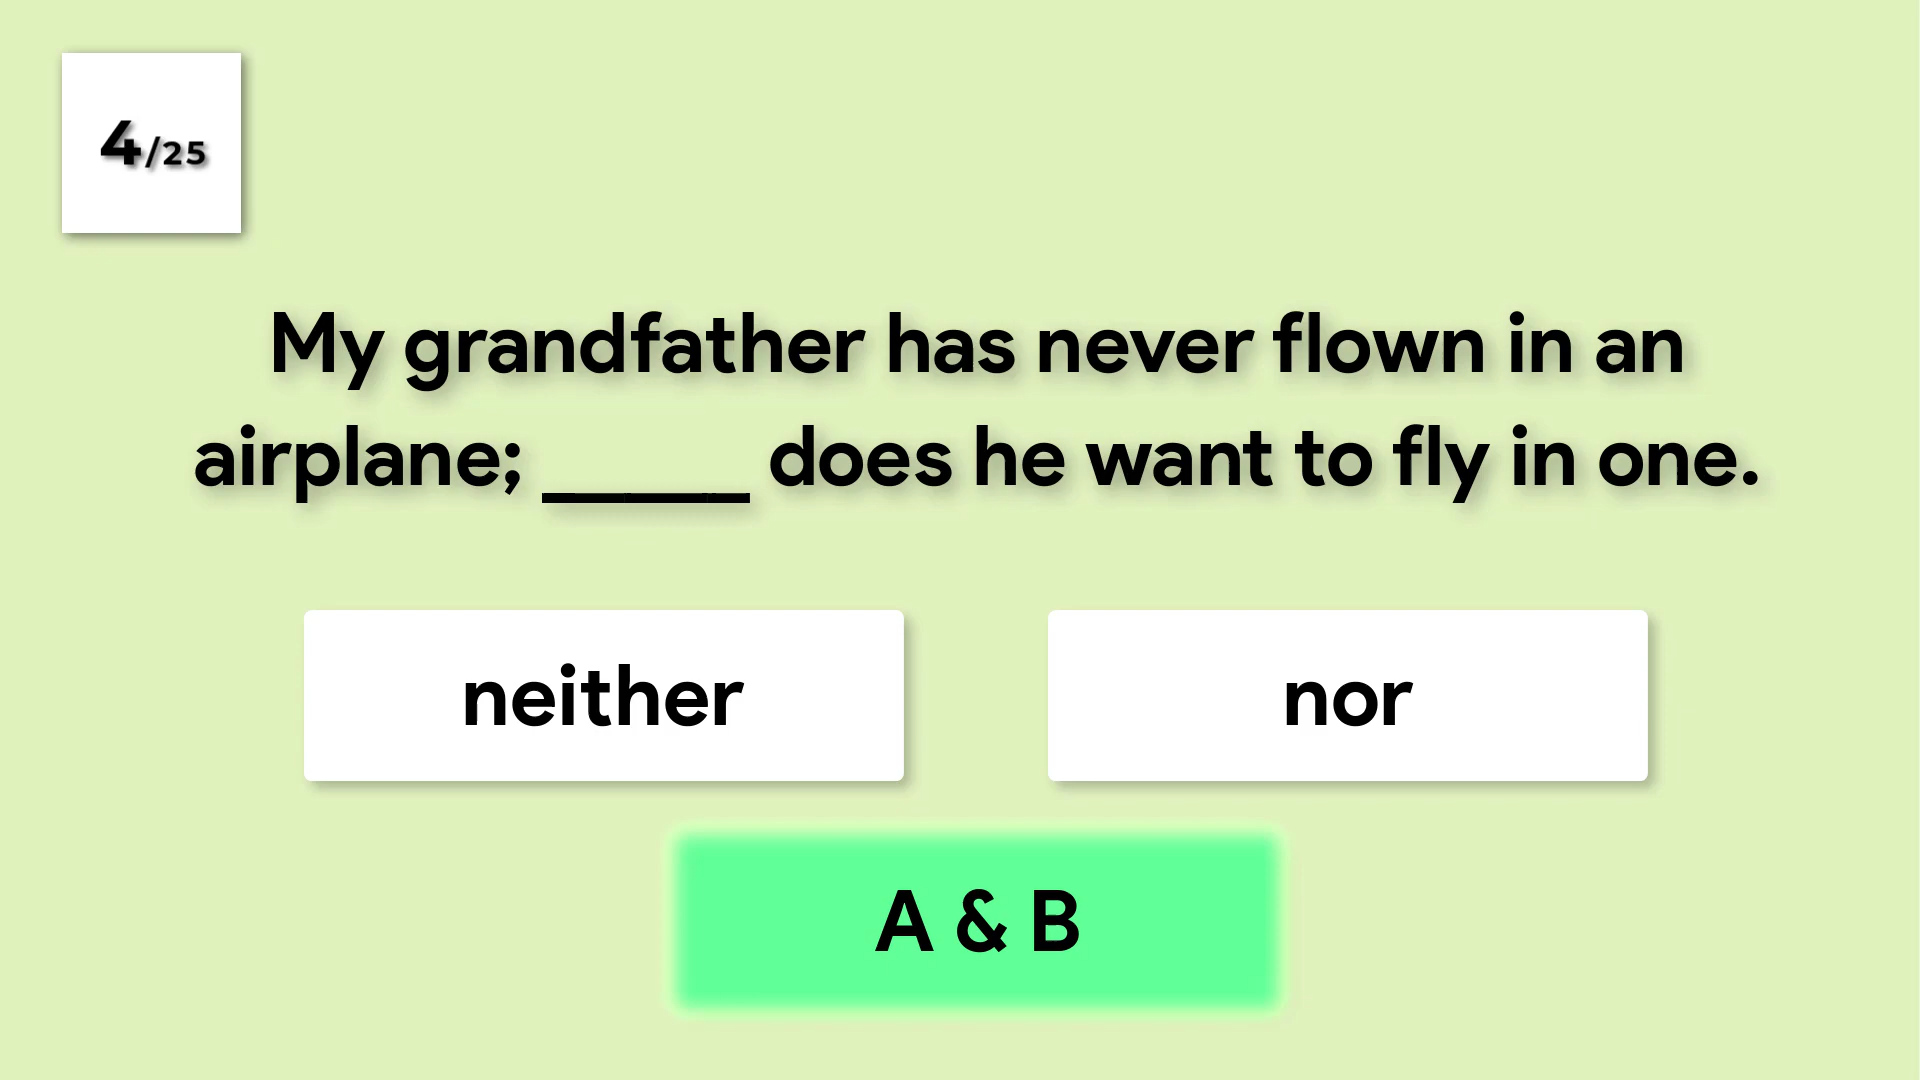 4/25
My grandfather has never flown in an
airplane; _____ does he want to fly in one.
neither
nor
A & B